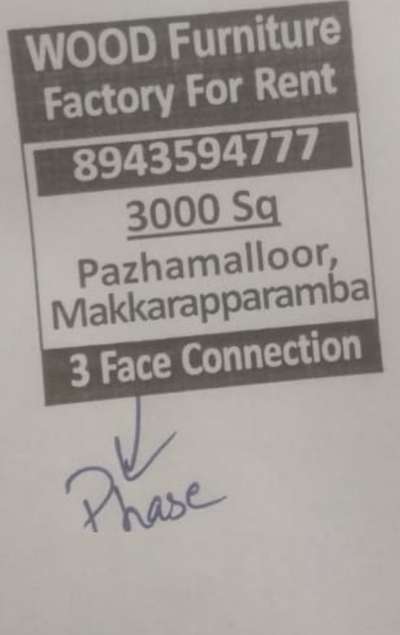 WOOD Furniture
Factory For Rent
8943594777
3000 Sq
Pazhamalloor,
Makkarapparamba
3 Face Connection
Phase